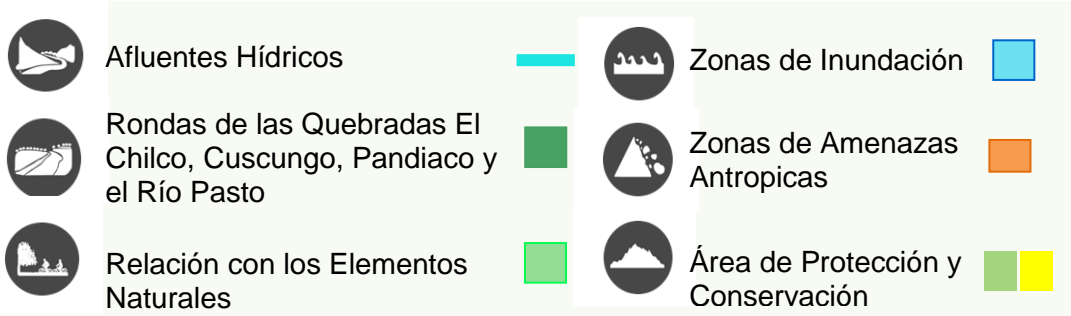 Afluentes Hídricos
Rondas de las Quebradas El
Chilco, Cuscungo, Pandiaco y
el Río Pasto
Relación con los Elementos
Naturales
Zonas de Inundación
Zonas de Amenazas
Antropicas
Área de Protección y
Conservación